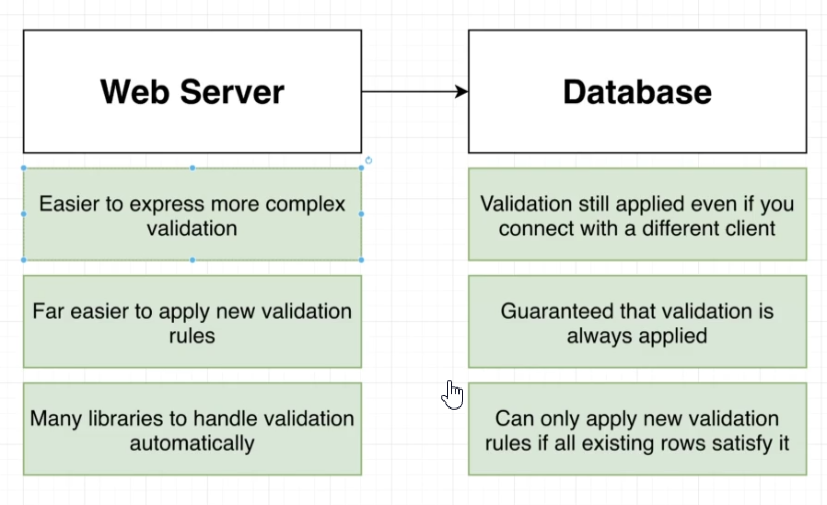 Web Server
Database
Easier to express more complex
validation
Validation still applied even if you
connect with a different client
Far easier to apply new validation
rules
Guaranteed that validation is
always applied
Many libraries to handle validation
automatically
Can only apply new validation
rules if all existing rows satisfy it